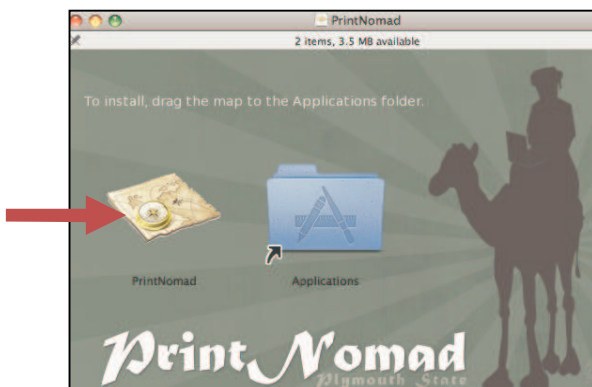 PrintNomad
2 items, 3.5 MB available
To install, drag the map to the Applications folder.
PrintNomad Applications
PrintNomad
Plymouth State